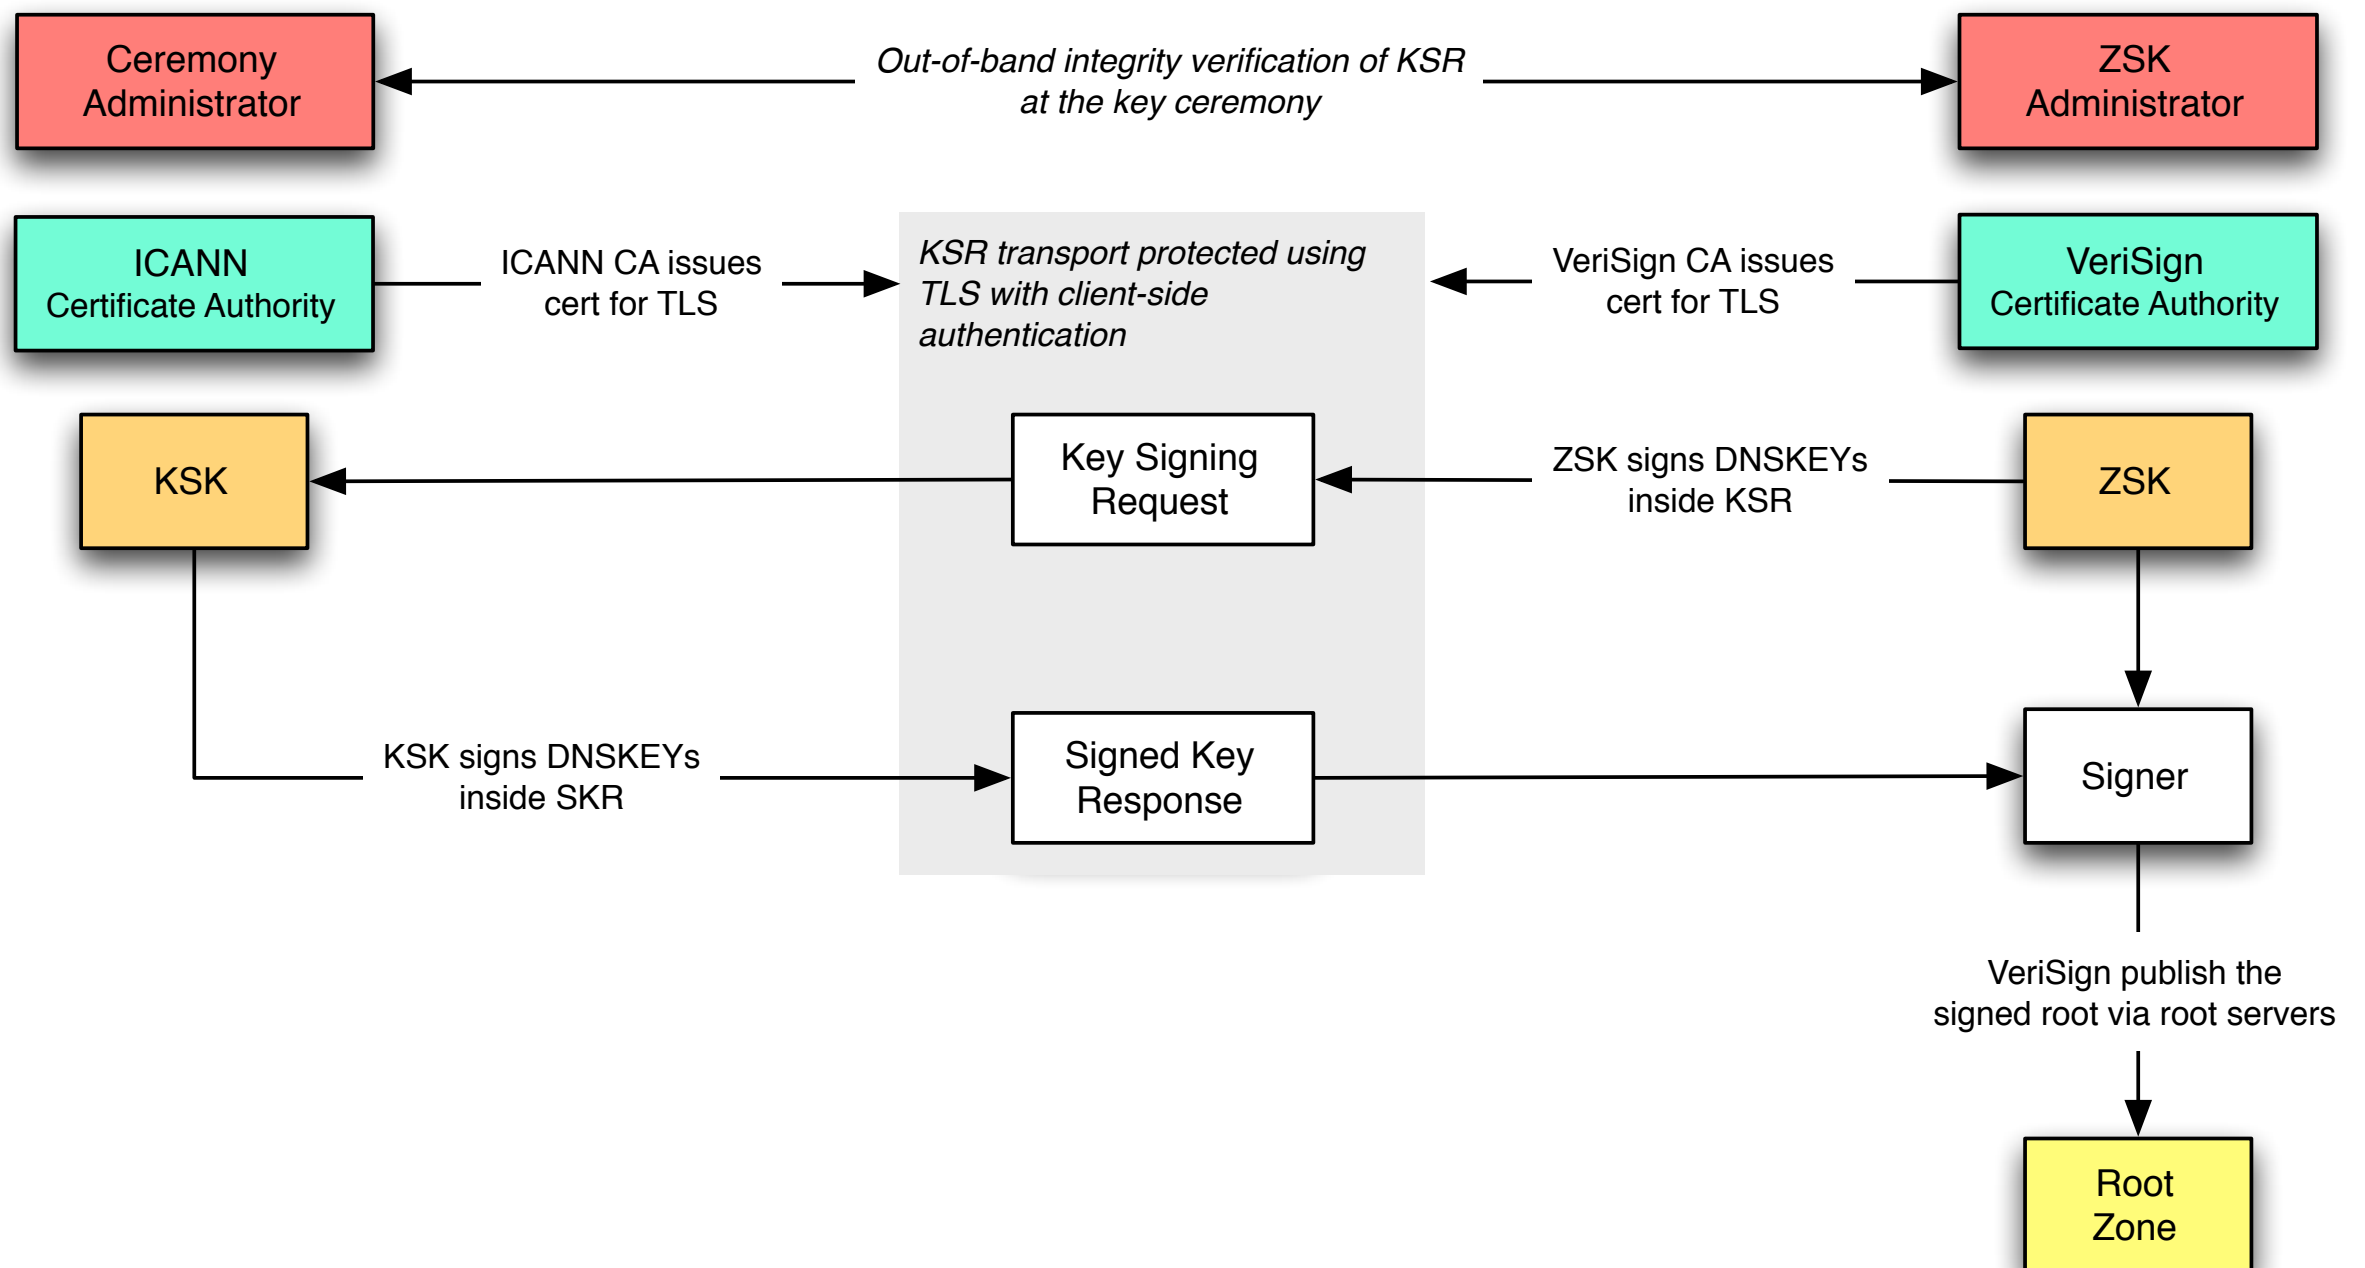 Ceremony
Administrator
Out-of-band integrity verification of KSR
at the key ceremony
ZSK
Administrator
ICANN
Certificate Authority
ICANN CA issues
cert for TLS
KSR transport protected using
TLS with client-side
authentication
VeriSign CA issues
cert for TLS
VeriSign
Certificate Authority
KSK
Key Signing
Request
ZSK signs DNSKEYs
inside KSR
ZSK
KSK signs DNSKEYs
inside SKR
Signed Key
Response
Signer
VeriSign publish the
signed root via root servers
Root
Zone